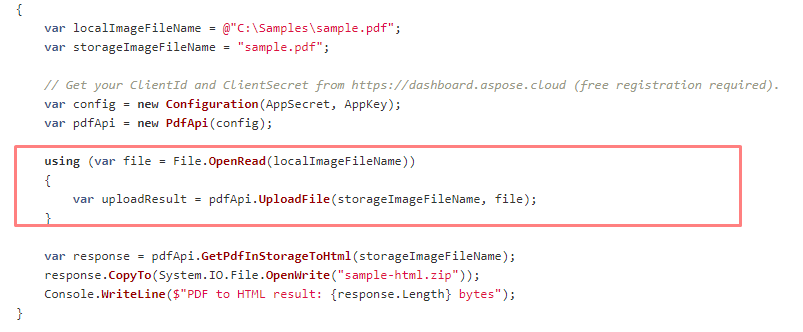 {
    var localImageFileName = @"C:\Samples\sample.pdf";
    var storageImageFileName = "sample.pdf";

    // Get your ClientId and ClientSecret from https://dashboard.aspose.cloud (free registration required).
    var config = new Configuration(AppSecret, AppKey);
    var pdfApi = new PdfApi(config);

    using (var file = File.OpenRead(localImageFileName))
    {
        var uploadResult = pdfApi.UploadFile(storageImageFileName, file);
    }

    var response = pdfApi.GetPdfInStorageToHtml(storageImageFileName);
    response.CopyTo(System.IO.File.OpenWrite("sample-html.zip"));
    Console.WriteLine($"PDF to HTML result: {response.Length} bytes");
}